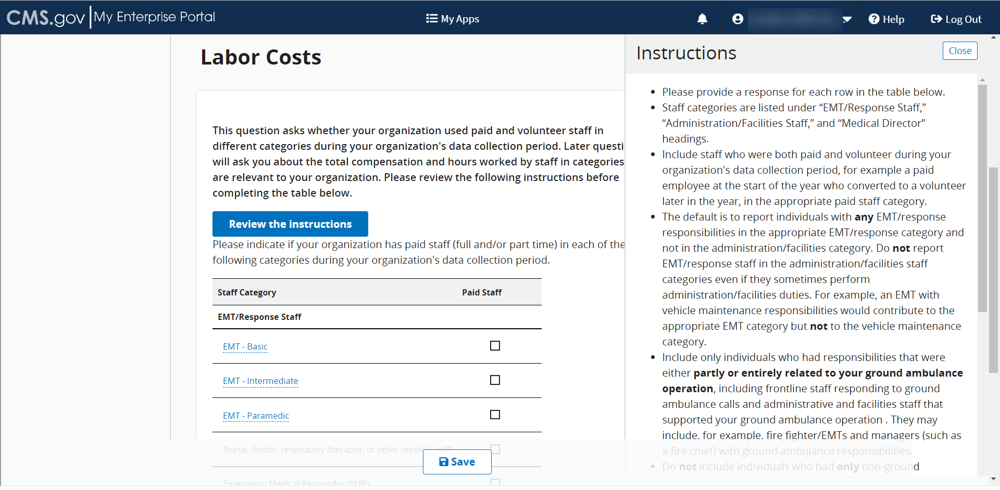 CMS.gov My Enterprise Portal
My Apps
Help
Log Out
Labor Costs
This question asks whether your organization used paid and volunteer staff in
different categories during your organization's data collection period. Later questi
will ask you about the total compensation and hours worked by staff in categories
are relevant to your organization. Please review the following instructions before
completing the table below.
Review the instructions
Please indicate if your organization has paid staff (full and/or part time) in each of the
following categories during your organization's data collection period.
Staff Category Paid Staff
EMT/Response Staff
EMT - Basic
EMT - Intermediate
EMT - Paramedic
Nurse, doctor, respiratory therapist, or other medical staff
Save
Emergency Medical Responder (EMR)
Instructions
Close
• Please provide a response for each row in the table below.
• Staff categories are listed under “EMT/Response Staff,”
“Administration/Facilities Staff,” and “Medical Director”
headings.
• Include staff who were both paid and volunteer during your
organization's data collection period, for example a paid
employee at the start of the year who converted to a volunteer
later in the year, in the appropriate paid staff category.
• The default is to report individuals with any EMT/response
responsibilities in the appropriate EMT/response category and
not in the administration/facilities category. Do not report
EMT/response staff in the administration/facilities staff
categories even if they sometimes perform
administration/facilities duties. For example, an EMT with
vehicle maintenance responsibilities would contribute to the
appropriate EMT category but not to the vehicle maintenance
category.
• Include only individuals who had responsibilities that were
either partly or entirely related to your ground ambulance
operation, including frontline staff responding to ground
ambulance calls and administrative and facilities staff that
supported your ground ambulance operation . They may
include, for example, fire fighter/EMTs and managers (such as
a fire chief) with ground ambulance responsibilities.
• Do not include individuals who had only non-ground